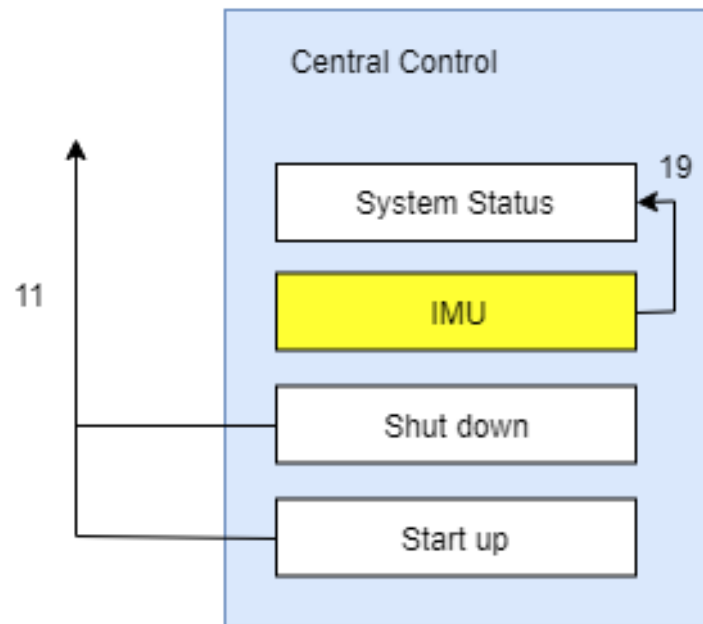 Central Control
19
System Status
11
IMU
Shut down
Start up